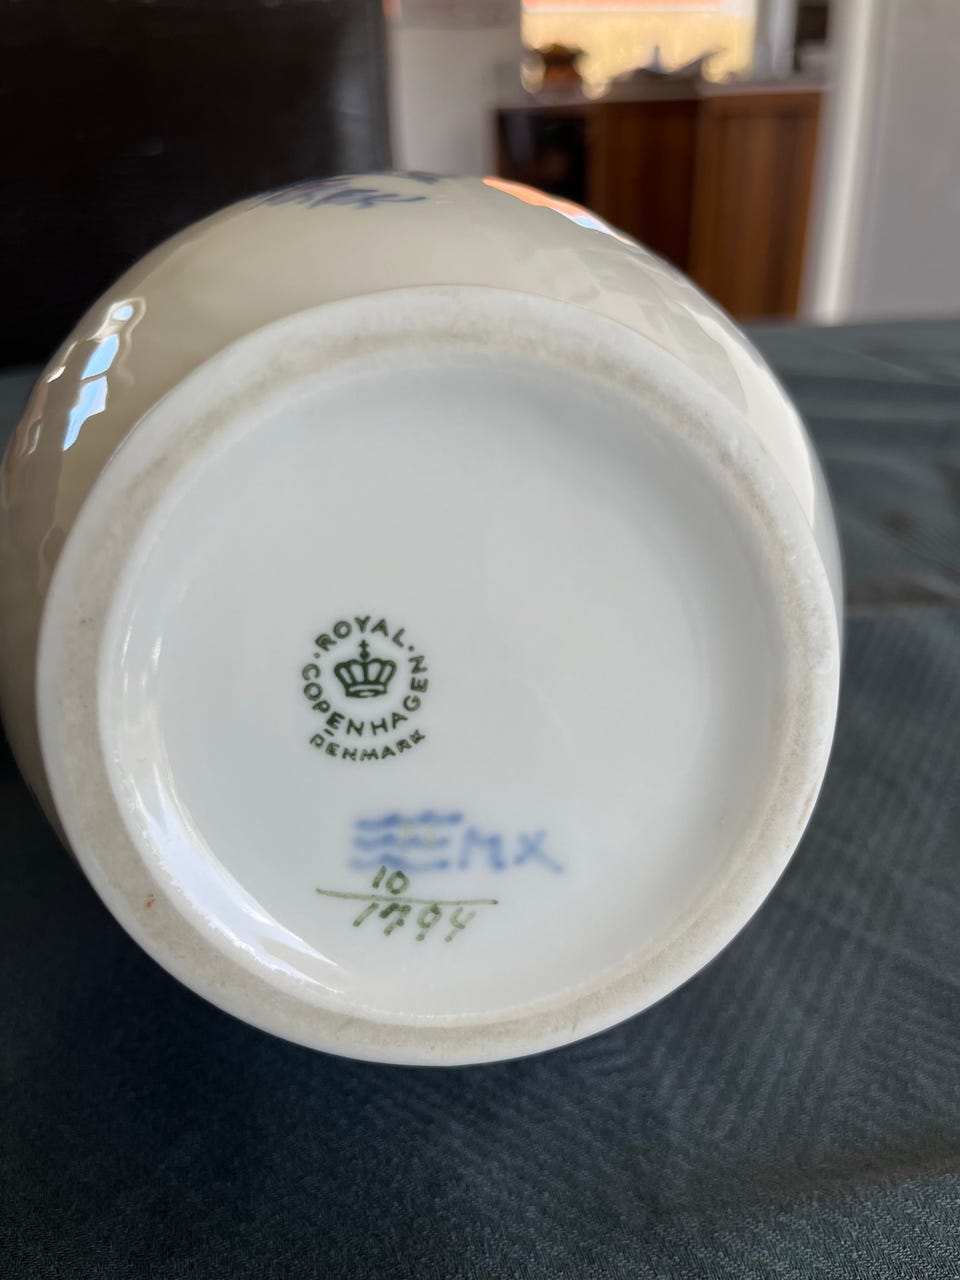 ROYAL
COPENHAGEN
DENMARK
MX
10
1794